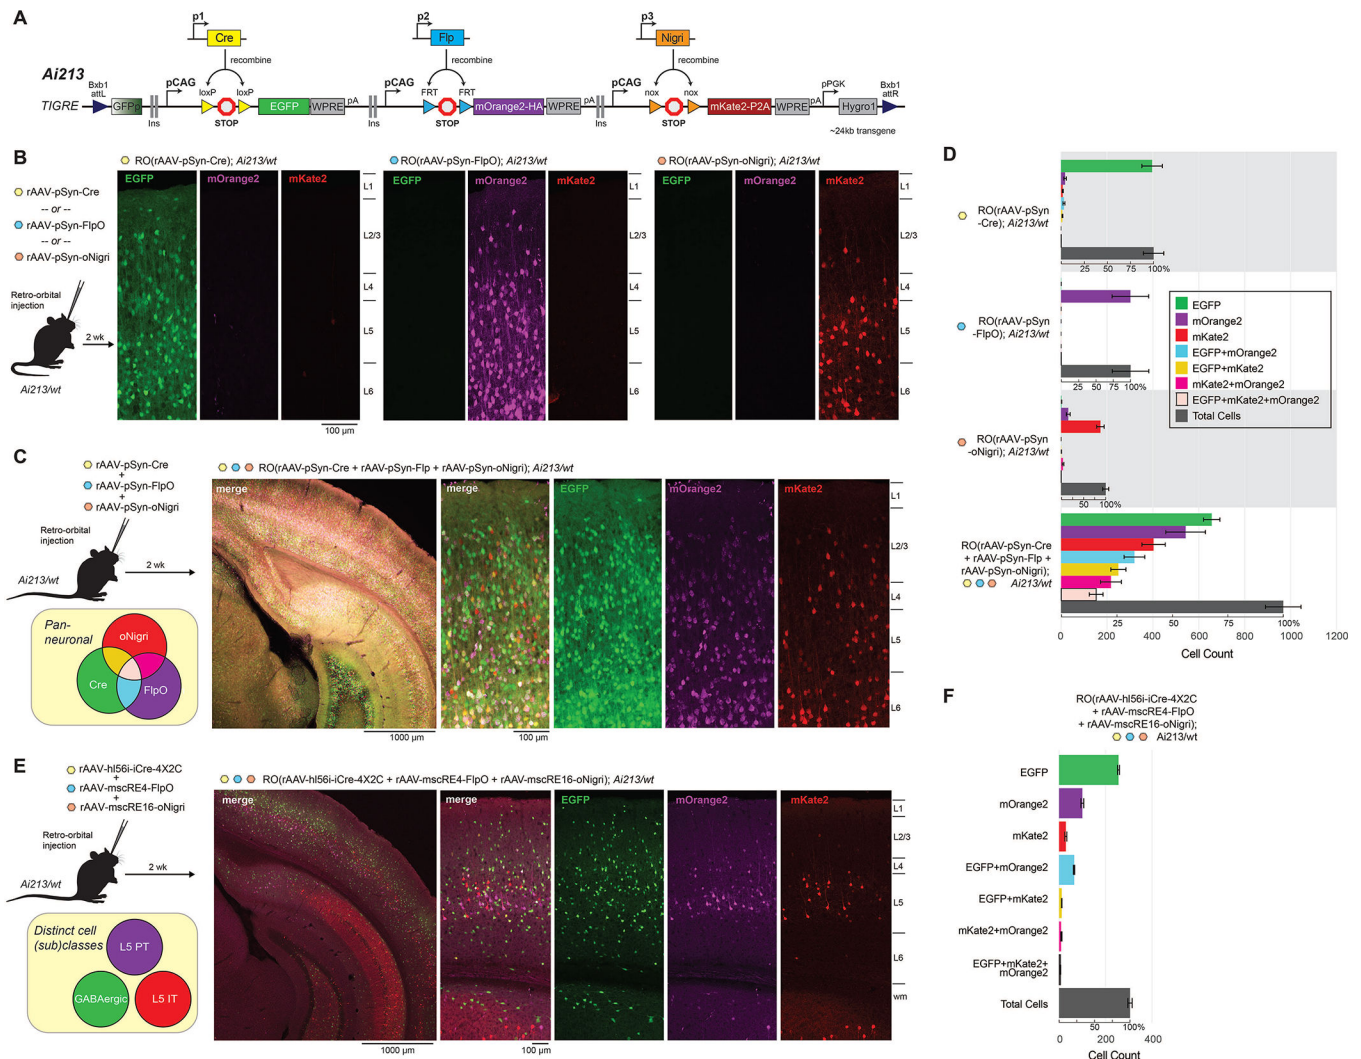 A
p1
Cre
recombine
p2
Flp
recombine
p3
Nigri
recombine
Ai213
Bxb1
attL
pCAG
loxP
loxP
pCAG
FRT
FRT
pCAG
nox
nox
pPGK
Bxb1
attR
TIGRE
GFPp
Ins
STOP
EGFP
WPRE
pA
Ins
STOP
mOrange2-HA
WPRE
pA
Ins
STOP
mKate2-P2A
WPRE
pA
Hygro1
~24kb transgene
B
rAAV-pSyn-Cre
-- or --
rAAV-pSyn-FlpO
-- or --
rAAV-pSyn-oNigri
Retro-orbital
injection
2 wk
Ai213/wt
RO(rAAV-pSyn-Cre); Ai213/wt
EGFP
mOrange2
mKate2
100 µm
L1
L2/3
L4
L5
L6
RO(rAAV-pSyn-FlpO); Ai213/wt
EGFP
mOrange2
mKate2
L1
L2/3
L4
L5
L6
RO(rAAV-pSyn-oNigri); Ai213/wt
EGFP
mOrange2
mKate2
C
rAAV-pSyn-Cre
+
rAAV-pSyn-FlpO
+
rAAV-pSyn-oNigri
Retro-orbital
injection
2 wk
Ai213/wt
Pan-
neuronal
oNigri
Cre
FlpO
RO(rAAV-pSyn-Cre + rAAV-pSyn-Flp + rAAV-pSyn-oNigri); Ai213/wt
merge
1000 µm
merge
100 µm
EGFP
mOrange2
mKate2
L1
L2/3
L4
L5
L6
D
RO(rAAV-pSyn
-Cre); Ai213/wt
25 50 75 100%
RO(rAAV-pSyn
-FlpO); Ai213/wt
25 50 75 100%
RO(rAAV-pSyn
-oNigri); Ai213/wt
50 100%
RO(rAAV-pSyn-Cre
+ rAAV-pSyn-Flp +
rAAV-pSyn-oNigri);
Ai213/wt
25 50 75 100%
0 200 400 600 800 1000 1200
Cell Count
EGFP
mOrange2
mKate2
EGFP+mOrange2
EGFP+mKate2
mKate2+mOrange2
EGFP+mKate2+mOrange2
Total Cells
E
rAAV-hI56i-iCre-4X2C
+
rAAV-mscRE4-FlpO
+
rAAV-mscRE16-oNigri
Retro-orbital
injection
2 wk
Ai213/wt
Distinct cell
(sub)classes
L5 PT
GABAergic
L5 IT
RO(rAAV-hI56i-iCre-4X2C + rAAV-mscRE4-FlpO + rAAV-mscRE16-oNigri); Ai213/wt
merge
1000 µm
merge
100 µm
EGFP
mOrange2
mKate2
L1
L2/3
L4
L5
L6
wm
F
RO(rAAV-hI56i-iCre-4X2C
+ rAAV-mscRE4-FlpO
+ rAAV-mscRE16-oNigri);
Ai213/wt
EGFP
mOrange2
mKate2
EGFP+mOrange2
EGFP+mKate2
mKate2+mOrange2
EGFP+mKate2+
mOrange2
Total Cells
50 100%
0 200 400
Cell Count